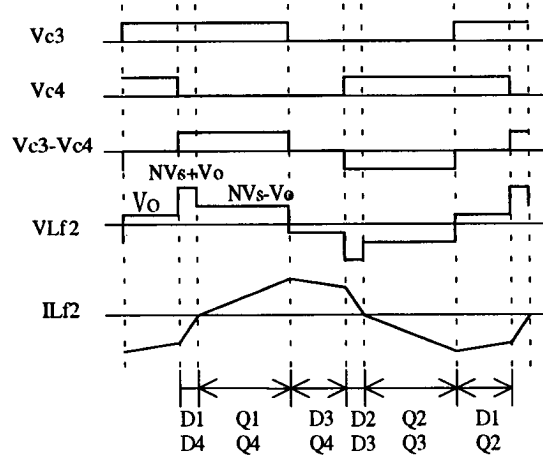 Vc3
Vc4
Vc3-Vc4
NVs+Vo
Vo
NVs-Vo
VLf2
ILf2
D1 Q1 D3 D2 Q2 D1
D4 Q4 Q4 D3 Q3 Q2